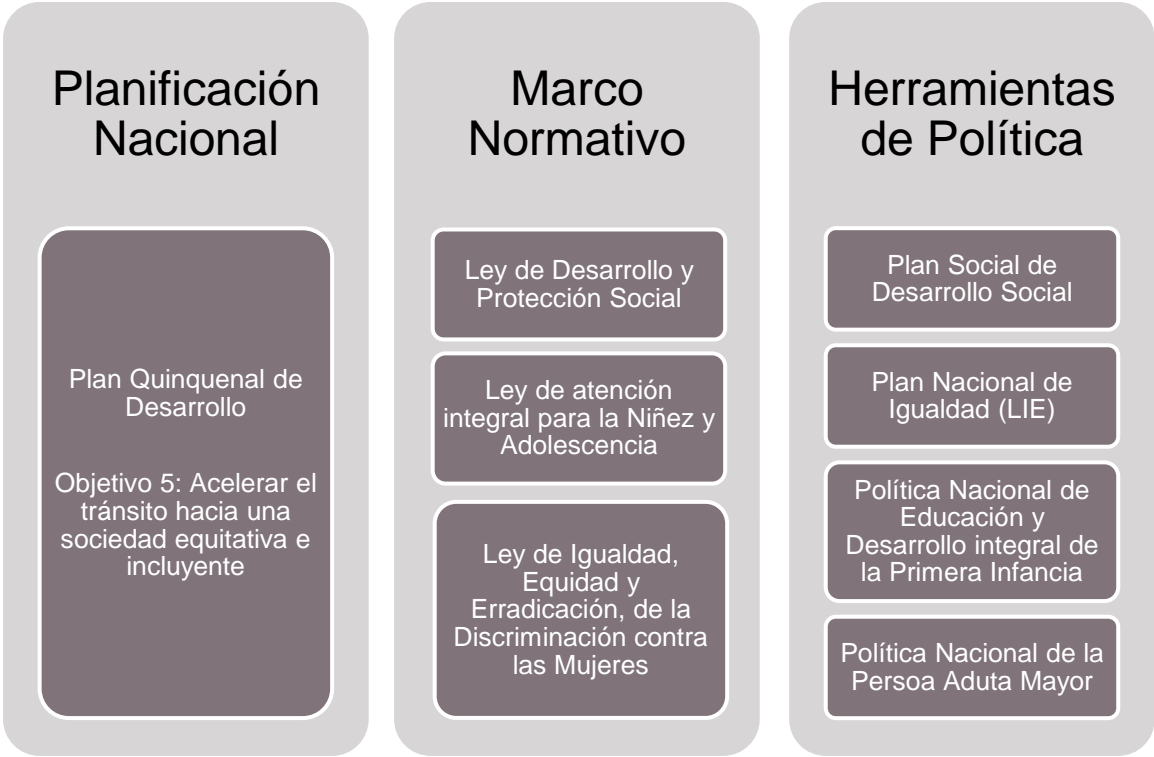 Planificación
Nacional
Plan Quinquenal de
Desarrollo
Objetivo 5: Acelerar el
tránsito hacia una
sociedad equitativa e
incluyente
Marco
Normativo
Ley de Desarrollo y
Protección Social
Ley de atención
integral para la Niñez y
Adolescencia
Ley de Igualdad,
Equidad y
Erradicación, de la
Discriminación contra
las Mujeres
Herramientas
de Política
Plan Social de
Desarrollo Social
Plan Nacional de
Igualdad (LIE)
Política Nacional de
Educación y
Desarrollo integral de
la Primera Infancia
Política Nacional de la
Persoa Aduta Mayor